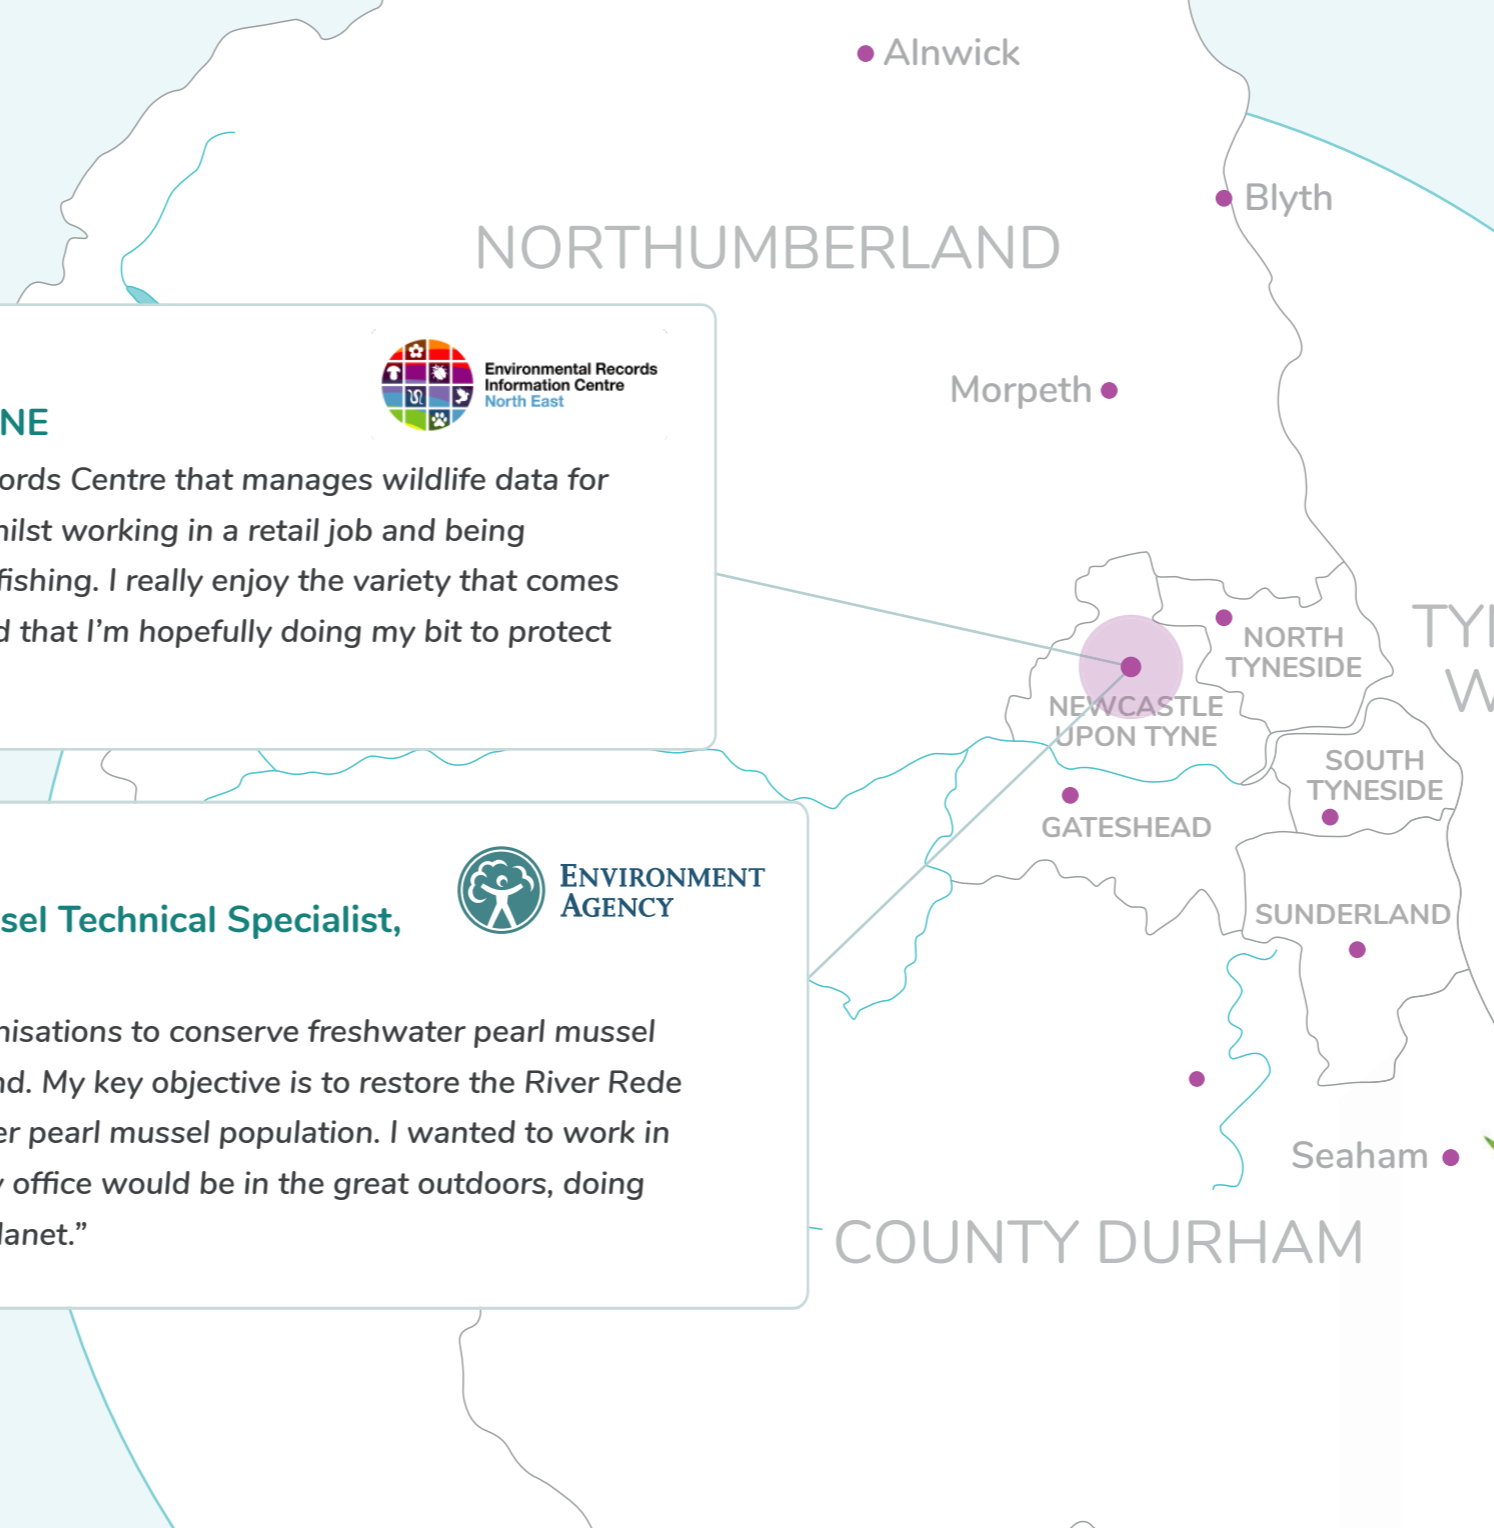 Alnwick
Blyth
NORTHUMBERLAND
Morpeth
Environmental Records
Information Centre
North East
NE
ords Centre that manages wildlife data for
hilst working in a retail job and being
fishing. I really enjoy the variety that comes
d that I’m hopefully doing my bit to protect
NORTH
TYNESIDE
TY
W
NEWCASTLE
UPON TYNE
SOUTH
TYNESIDE
GATESHEAD
SUNDERLAND
ENVIRONMENT
AGENCY
sel Technical Specialist,
nisations to conserve freshwater pearl mussel
nd. My key objective is to restore the River Rede
er pearl mussel population. I wanted to work in
y office would be in the great outdoors, doing
lanet.”
Seaham
COUNTY DURHAM